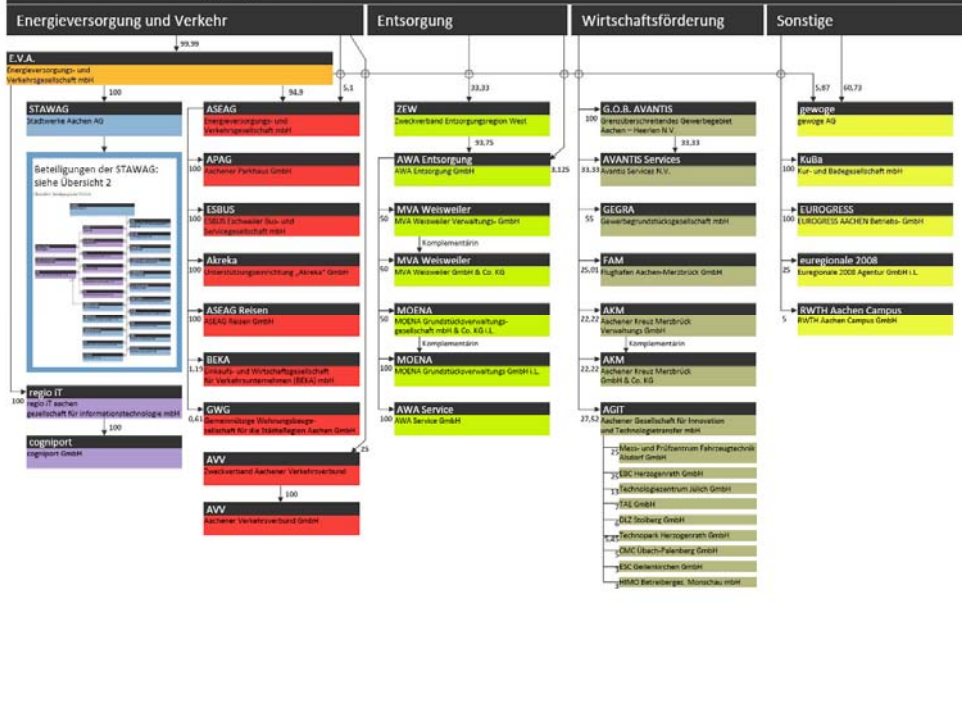 Energieversorgung und Verkehr
99,99
E.V.A.
Energieversorgungs- und
Verkehrsgesellschaft mbH
100
94,9
5,1
STAWAG
Stadtwerke Aachen AG
Beteiligungen der STAWAG:
siehe Übersicht 2
100
regio iT
regio iT aachen
gesellschaft für informationstechnologie mbH
100
cogniport
cogniport GmbH
ASEAG
Energieversorgungs- und
Verkehrsgesellschaft mbH
100
APAG
Aachener Parkhaus GmbH
100
ESBUS
ESBUS Eschweiler Bus- und
Servicegesellschaft mbH
100
Akreka
Unterstützungseinrichtung „Akreka“ GmbH
100
ASEAG Reisen
ASEAG Reisen GmbH
1,19
BEKA
Einkaufs- und Wirtschaftsgesellschaft
für Verkehrsunternehmen (BEKA) mbH
0,61
GWG
Gemeinnützige Wohnungsbauge-
sellschaft für die StädteRegion Aachen GmbH
25
AVV
Zweckverband Aachener Verkehrsverbund
100
AVV
Aachener Verkehrsverbund GmbH
Entsorgung
33,33
ZEW
Zweckverband Entsorgungsregion West
93,75
3,125
AWA Entsorgung
AWA Entsorgung GmbH
50
MVA Weisweiler
MVA Weisweiler Verwaltungs- GmbH
Komplementärin
50
MVA Weisweiler
MVA Weisweiler GmbH & Co. KG
50
MOENA
MOENA Grundstücksverwaltungs-
gesellschaft mbH & Co. KG i.L.
Komplementärin
100
MOENA
MOENA Grundstücksverwaltungs GmbH i.L.
100
AWA Service
AWA Service GmbH
Wirtschaftsförderung
100
G.O.B. AVANTIS
Grenzüberschreitendes Gewerbegebiet
Aachen – Heerlen N.V.
33,33
33,33
AVANTIS Services
Avantis Services N.V.
55
GEGRA
Gewerbegrundstücksgesellschaft mbH
25,01
FAM
Flughafen Aachen-Merzbrück GmbH
22,22
AKM
Aachener Kreuz Merzbrück
Verwaltungs GmbH
Komplementärin
22,22
AKM
Aachener Kreuz Merzbrück
GmbH & Co. KG
27,52
AGIT
Aachener Gesellschaft für Innovation
und Technologietransfer mbH
25
Mess- und Prüfzentrum Fahrzeugtechnik
Alsdorf GmbH
25
EBC Herzogenrath GmbH
13
Technologiezentrum Jülich GmbH
7
TAE GmbH
DLZ Stolberg GmbH
5,45
Technopark Herzogenrath GmbH
CMC Übach-Palenberg GmbH
ESC Geilenkirchen GmbH
HIMO Betreiberges. Monschau mbH
Sonstige
5,87
60,73
gewoge
gewoge AG
100
KuBa
Kur- und Badegesellschaft mbH
100
EUROGRESS
EUROGRESS AACHEN Betriebs- GmbH
25
euregionale 2008
Euregionale 2008 Agentur GmbH i.L.
5
RWTH Aachen Campus
RWTH Aachen Campus GmbH